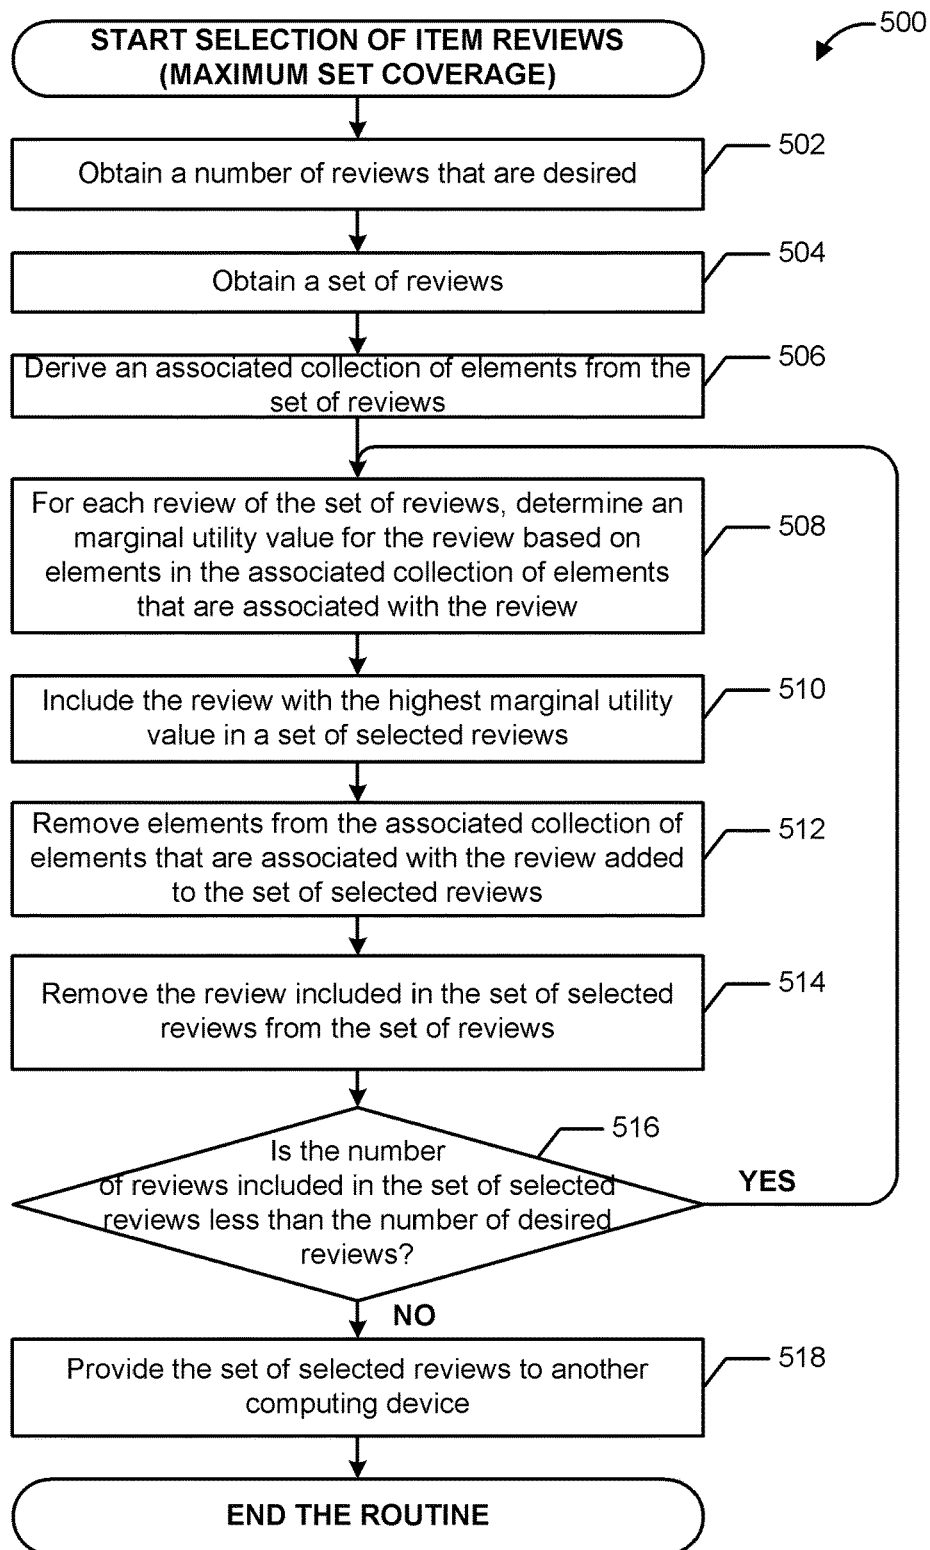 START SELECTION OF ITEM REVIEWS
(MAXIMUM SET COVERAGE)
500
Obtain a number of reviews that are desired
502
Obtain a set of reviews
504
Derive an associated collection of elements from the
set of reviews
506
For each review of the set of reviews, determine an
marginal utility value for the review based on
elements in the associated collection of elements
that are associated with the review
508
Include the review with the highest marginal utility
value in a set of selected reviews
510
Remove elements from the associated collection of
elements that are associated with the review added
to the set of selected reviews
512
Remove the review included in the set of selected
reviews from the set of reviews
514
Is the number
of reviews included in the set of selected
reviews less than the number of desired
reviews?
516
YES
NO
Provide the set of selected reviews to another
computing device
518
END THE ROUTINE